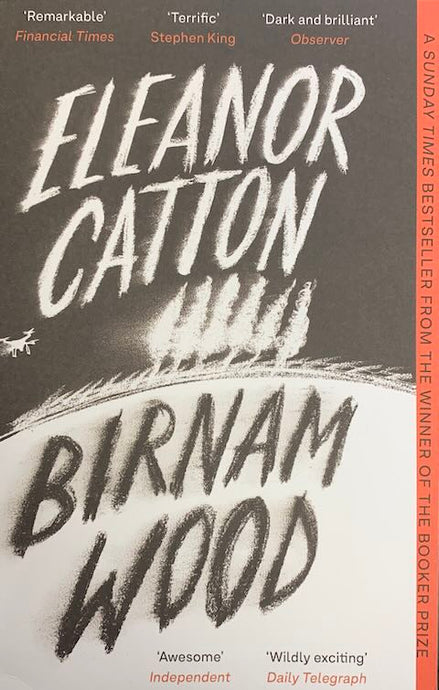 'Remarkable'
Financial Times
'Terrific'
Stephen King
'Dark and brilliant'
Observer
ELEANOR
CATTON
BIRNAM
WOOD
'Awesome'
Independent
'Wildly exciting'
Daily Telegraph
A SUNDAY TIMES BESTSELLER FROM THE WINNER OF THE BOOKER PRIZE